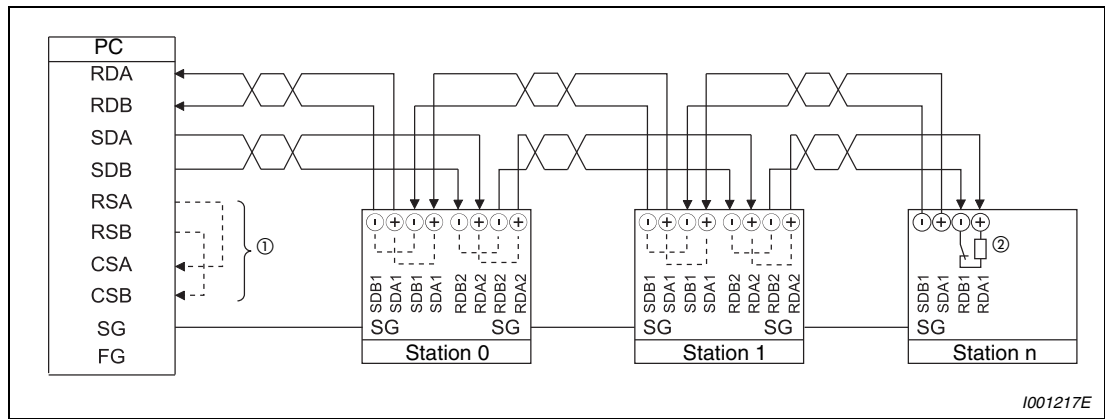 PC
RDA
RDB
SDA
SDB
RSA
RSB
CSA
CSB
SG
FG
①
- + - + - + - +
SDB1 SDA1 SDB1 SDA1 RDB2 RDA2 RDB2 RDA2
SG SG
Station 0
- + - + - + - +
SDB1 SDA1 SDB1 SDA1 RDB2 RDA2 RDB2 RDA2
SG SG
Station 1
- + - +
②
SDB1 SDA1 RDB1 RDA1
SG
Station n
I001217E